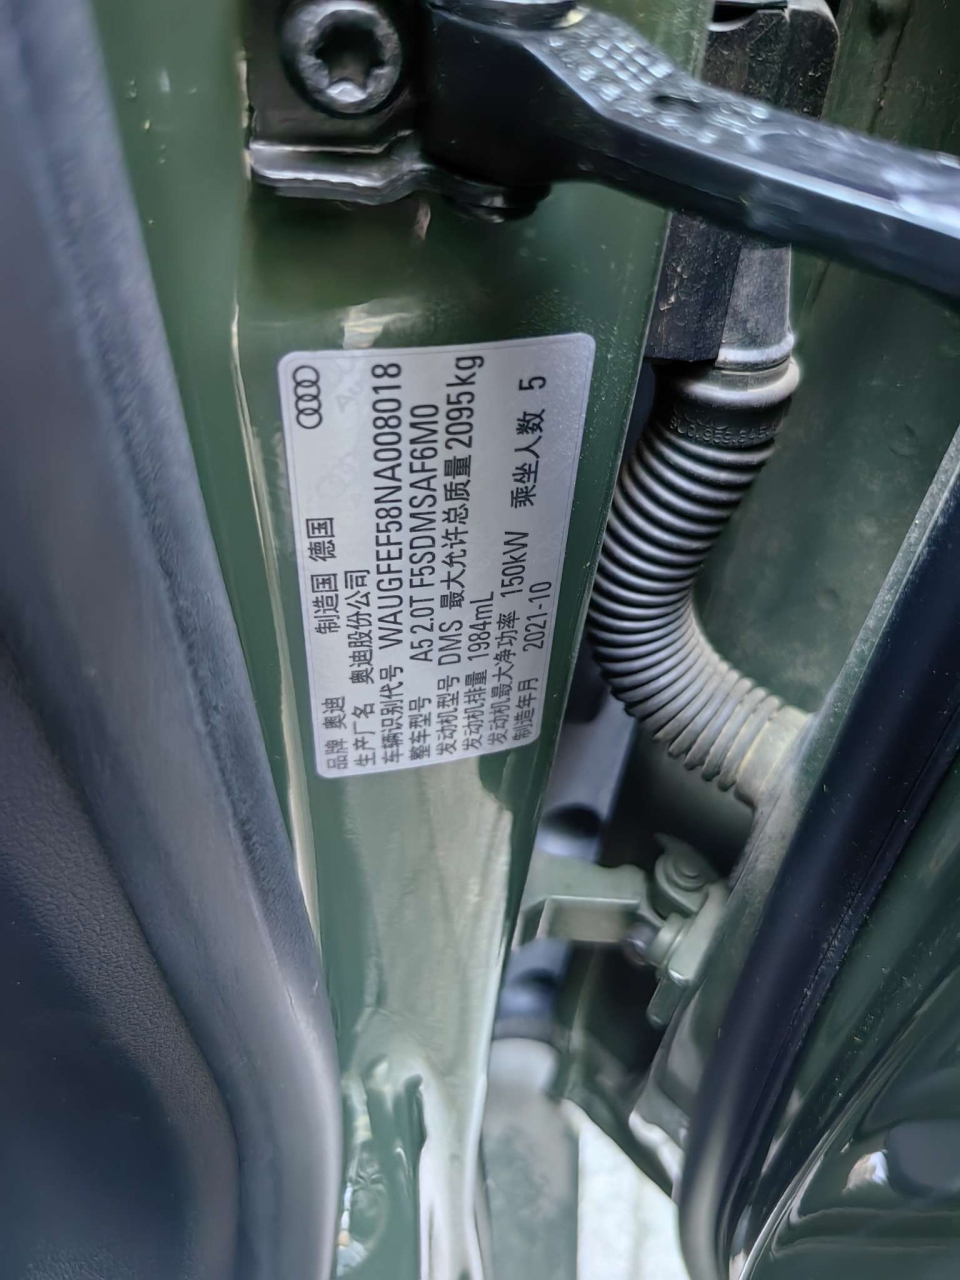 品牌 奥迪 制造国 德国
生产厂名 奥迪股份公司
车辆识别代号 WAUGFEF58NA008018
整车型号 A5 2.0T F5SDMSAF6M0
发动机型号 DMS 最大允许总质量 2095kg
发动机排量 1984mL
发动机最大净功率 150kW 乘坐人数 5
制造年月 2021-10